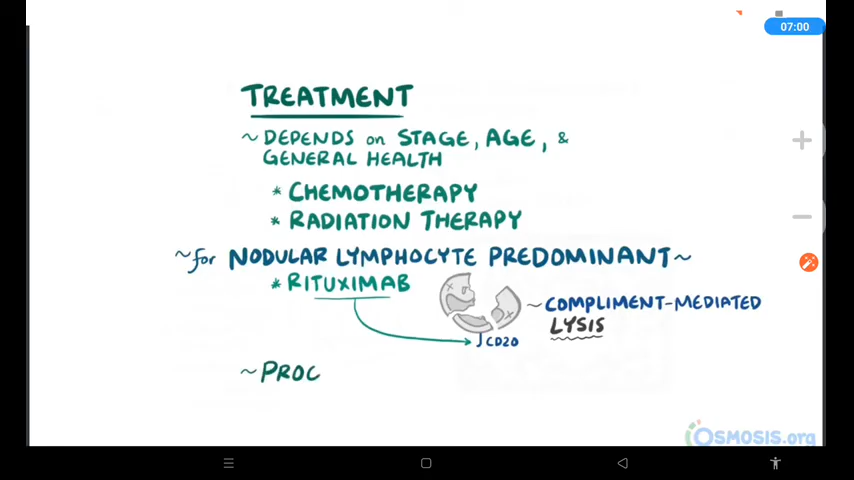 07:00
TREATMENT
~ DEPENDS on STAGE, AGE, &
GENERAL HEALTH
* CHEMOTHERAPY
* RADIATION THERAPY
~for NODULAR LYMPHOCYTE PREDOMINANT~
* RITUXIMAB
~ COMPLIMENT-MEDIATED
LYSIS
CD20
~ PROC
OSMOSIS.org